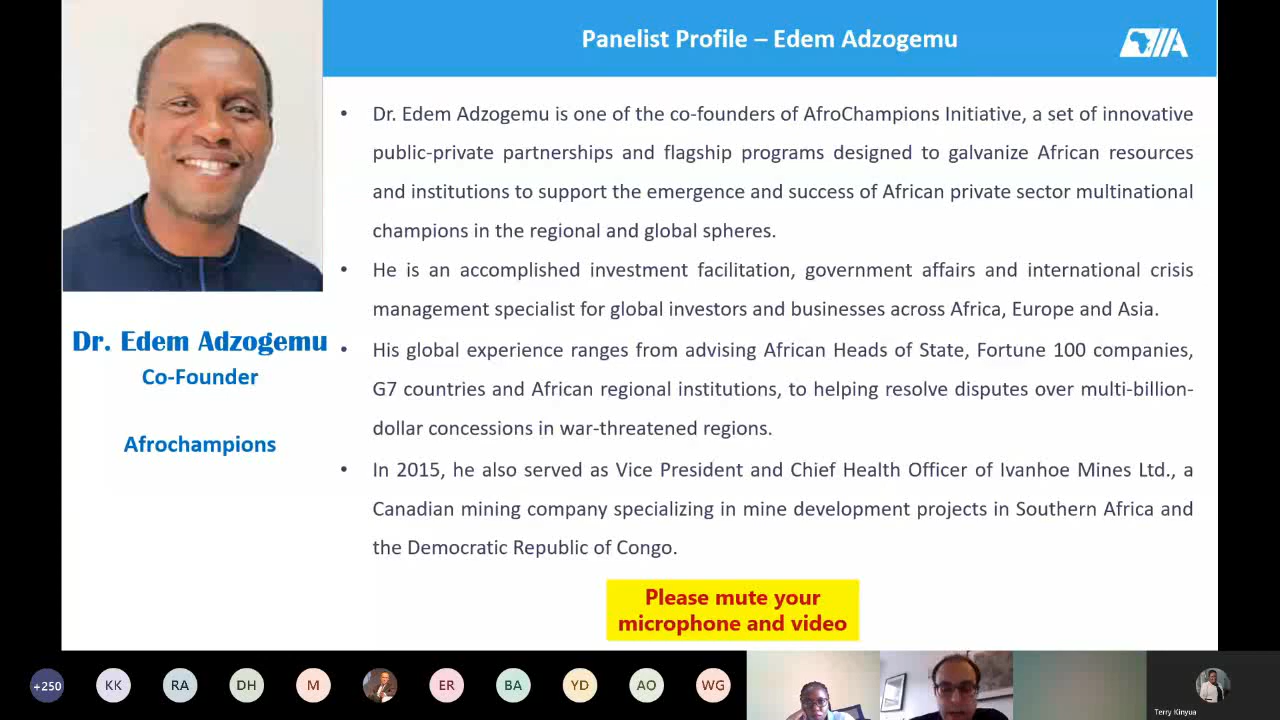 Panelist Profile – Edem Adzogemu
Dr. Edem Adzogemu
Co-Founder
Afrochampions
• Dr. Edem Adzogemu is one of the co-founders of AfroChampions Initiative, a set of innovative
public-private partnerships and flagship programs designed to galvanize African resources
and institutions to support the emergence and success of African private sector multinational
champions in the regional and global spheres.
• He is an accomplished investment facilitation, government affairs and international crisis
management specialist for global investors and businesses across Africa, Europe and Asia.
• His global experience ranges from advising African Heads of State, Fortune 100 companies,
G7 countries and African regional institutions, to helping resolve disputes over multi-billion-
dollar concessions in war-threatened regions.
• In 2015, he also served as Vice President and Chief Health Officer of Ivanhoe Mines Ltd., a
Canadian mining company specializing in mine development projects in Southern Africa and
the Democratic Republic of Congo.
Please mute your
microphone and video
+250 KK RA DH M ER BA YD AO WG
Terry Kinyua